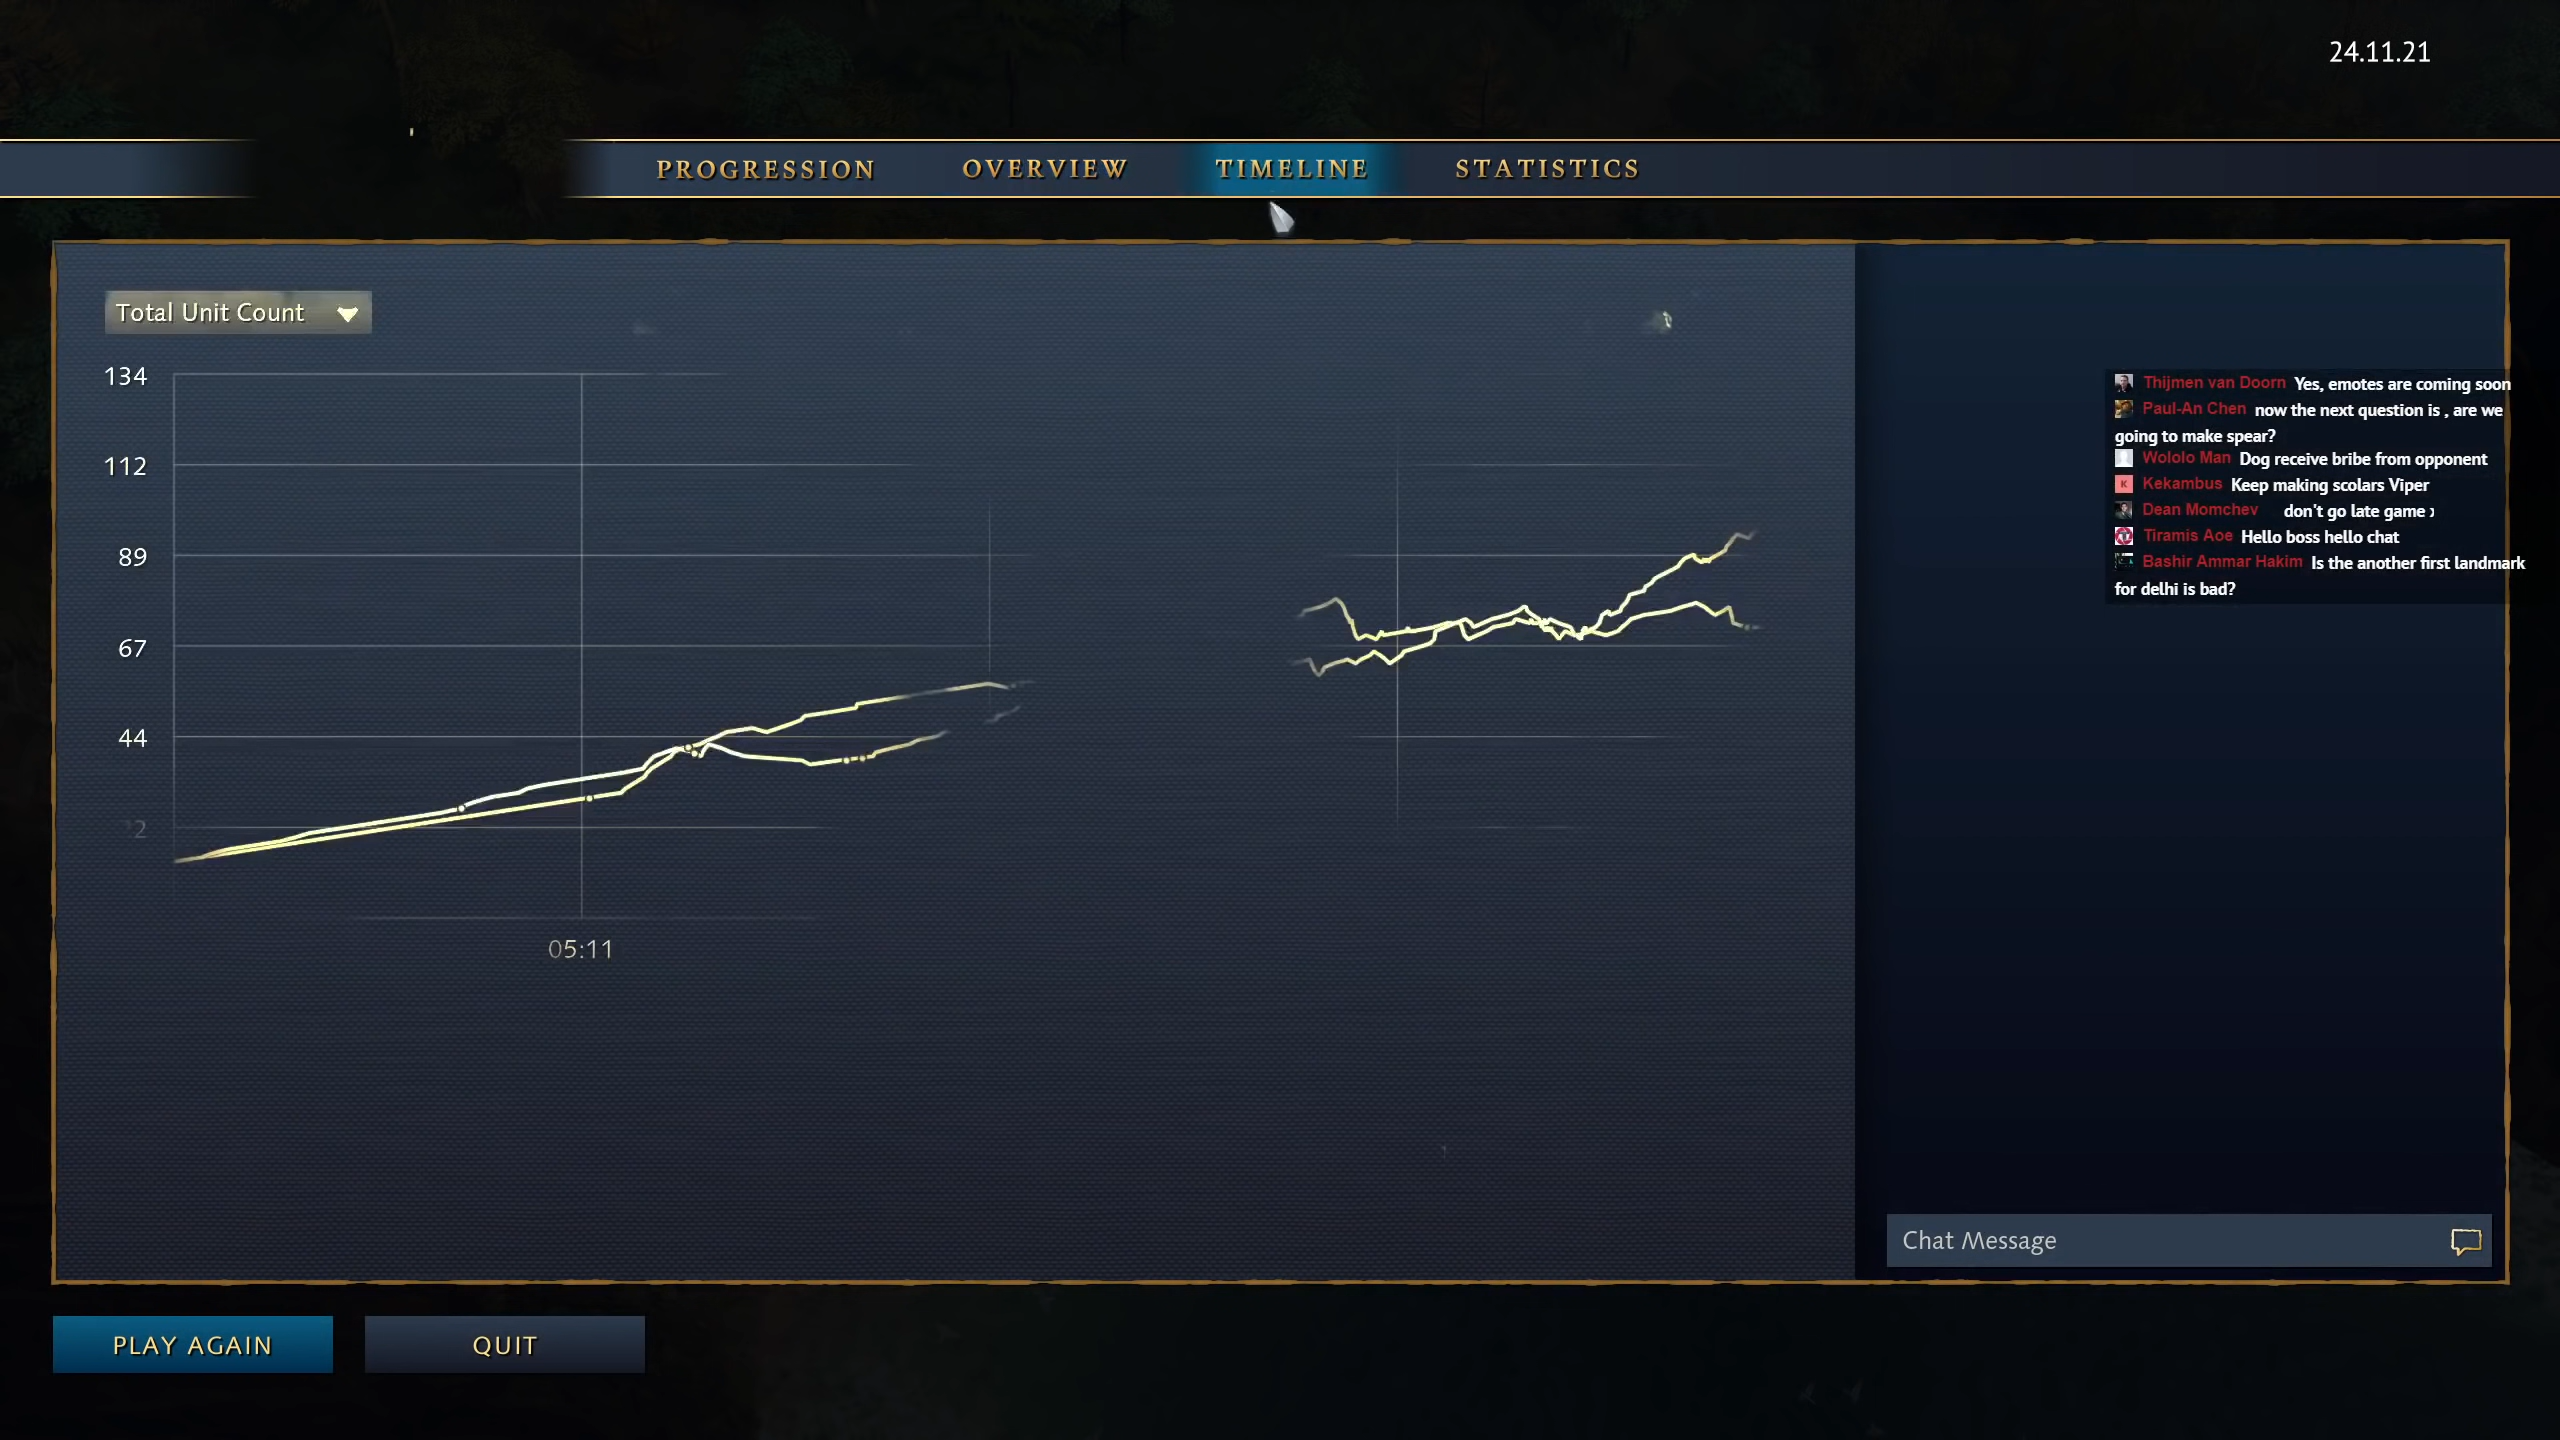 24.11.21
PROGRESSION OVERVIEW TIMELINE STATISTICS
Total Unit Count
134
112
89
67
44
05:11
Thijmen van Doorn Yes, emotes are coming soon
Paul-An Chen now the next question is , are we
going to make spear?
Wololo Man Dog receive bribe from opponent
Kekambus Keep making scolars Viper
Dean Momchev don't go late game
Tiramis Aoe Hello boss hello chat
Bashir Ammar Hakim Is the another first landmark
for delhi is bad?
Chat Message
PLAY AGAIN QUIT